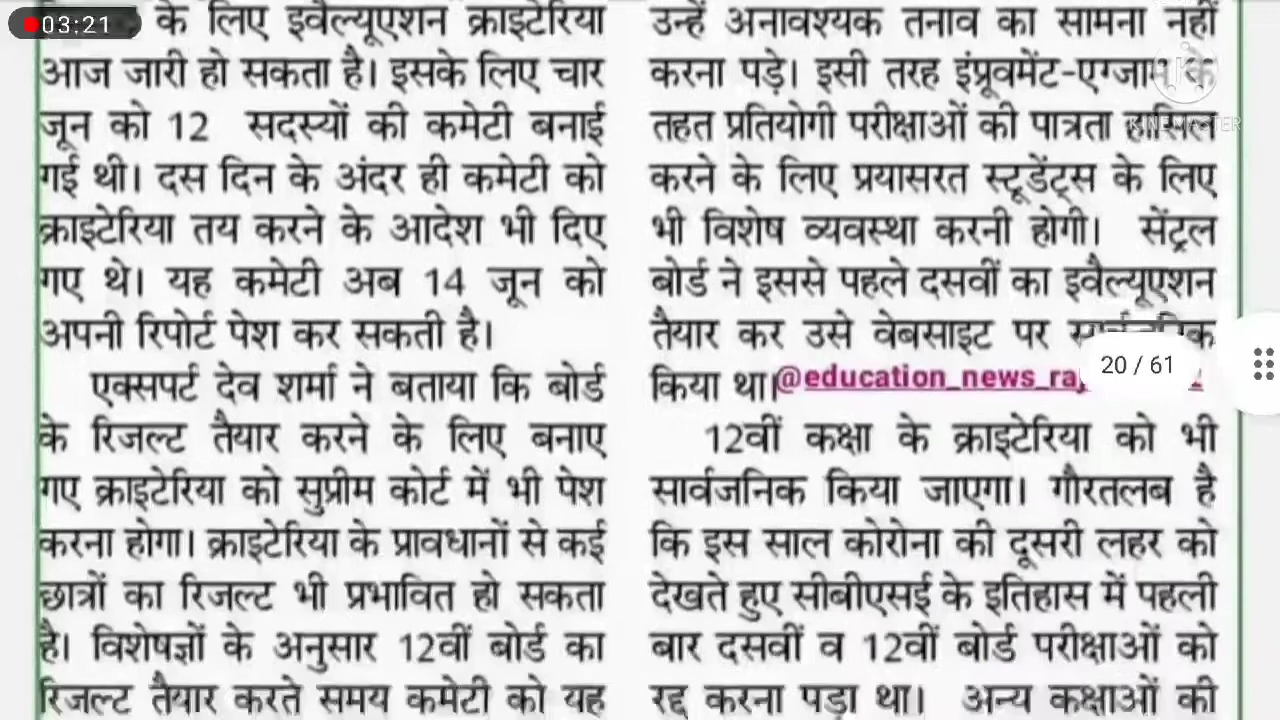 03:21
के लिए इवैल्यूएशन क्राइटेरिया
आज जारी हो सकता है। इसके लिए चार
जून को 12 सदस्यों की कमेटी बनाई
गई थी। दस दिन के अंदर ही कमेटी को
क्राइटेरिया तय करने के आदेश भी दिए
गए थे। यह कमेटी अब 14 जून को
अपनी रिपोर्ट पेश कर सकती है।
एक्सपर्ट देव शर्मा ने बताया कि बोर्ड
के रिजल्ट तैयार करने के लिए बनाए
गए क्राइटेरिया को सुप्रीम कोर्ट में भी पेश
करना होगा। क्राइटेरिया के प्रावधानों से कई
छात्रों का रिजल्ट भी प्रभावित हो सकता
है। विशेषज्ञों के अनुसार 12वीं बोर्ड का
रिजल्ट तैयार करते समय कमेटी को यह
उन्हें अनावश्यक तनाव का सामना नहीं
करना पड़े। इसी तरह इंप्रूवमेंट-एग्जाम के
तहत प्रतियोगी परीक्षाओं की पात्रता हासिल
करने के लिए प्रयासरत स्टूडेंट्स के लिए
भी विशेष व्यवस्था करनी होगी। सेंट्रल
बोर्ड ने इससे पहले दसवीं का इवैल्यूएशन
तैयार कर उसे वेबसाइट पर
किया था। @education_news_ra
12वीं कक्षा के क्राइटेरिया को भी
सार्वजनिक किया जाएगा। गौरतलब है
कि इस साल कोरोना की दूसरी लहर को
देखते हुए सीबीएसई के इतिहास में पहली
बार दसवीं व 12वीं बोर्ड परीक्षाओं को
रद्द करना पड़ा था। अन्य कक्षाओं की
KINEMASTER
20 / 61